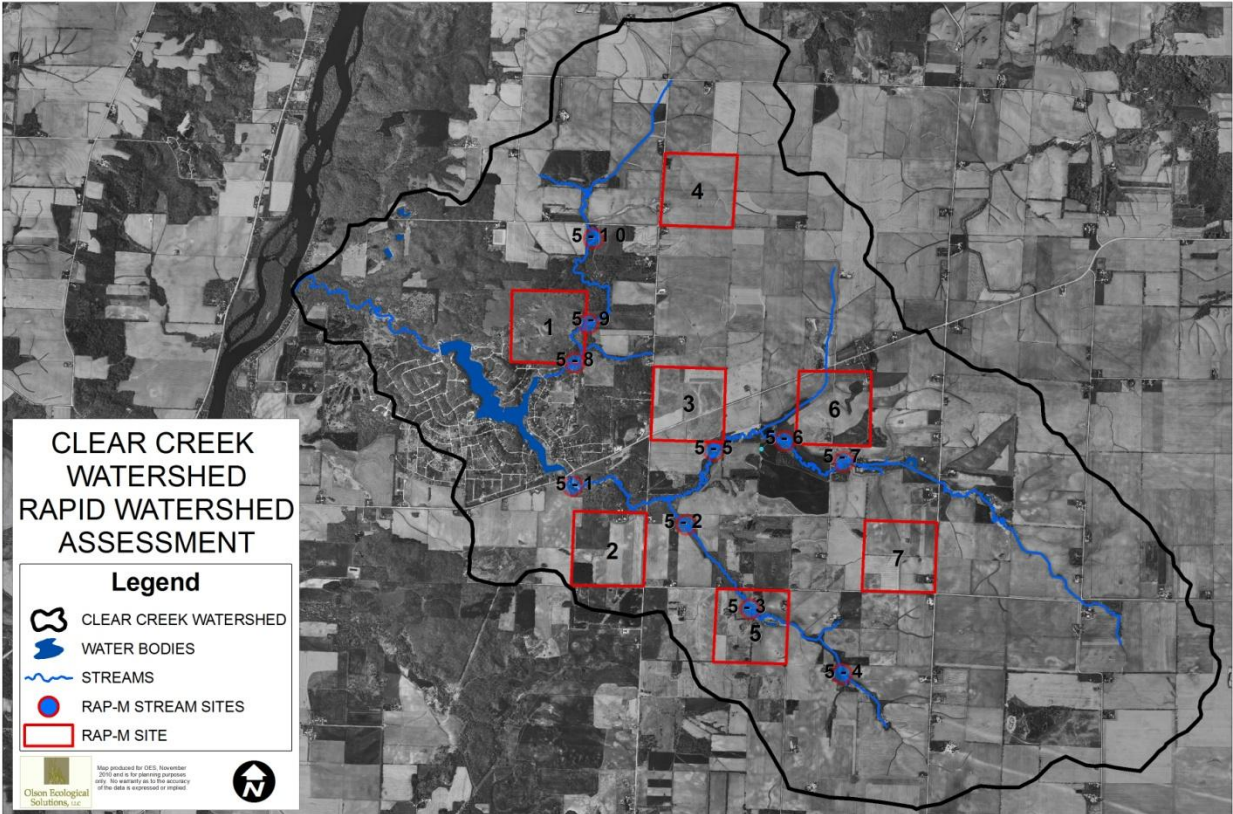 4
5 - 10
1
5 - 9
5 - 8
3
6
5 - 5
5 - 6
5 - 7
5 - 1
5 - 2
2
7
5 - 3
5
5 - 4
CLEAR CREEK
WATERSHED
RAPID WATERSHED
ASSESSMENT
Legend
CLEAR CREEK WATERSHED
WATER BODIES
STREAMS
RAP-M STREAM SITES
RAP-M SITE
Olson Ecological
Solutions, LLC
Map produced for OES, November
2010 and is for planning purposes
only. No warranty as to the accuracy
of the data is expressed or implied
N